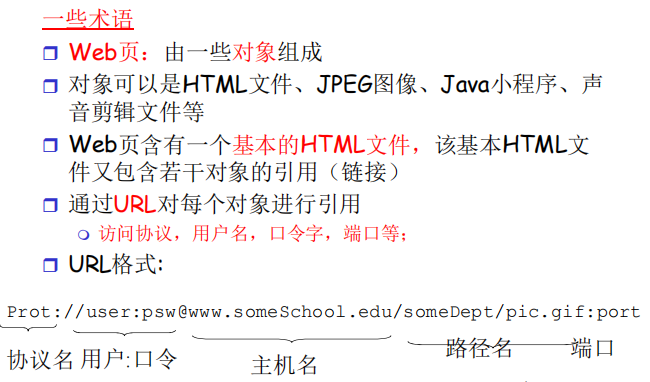 一些术语
Web页：由一些对象组成
对象可以是HTML文件、JPEG图像、Java小程序、声
音剪辑文件等
Web页含有一个基本的HTML文件，该基本HTML文
件又包含若干对象的引用（链接）
通过URL对每个对象进行引用
访问协议，用户名，口令字，端口等；
URL格式:
Prot://user:psw@www.someSchool.edu/someDept/pic.gif:port
协议名 用户:口令 主机名 路径名 端口